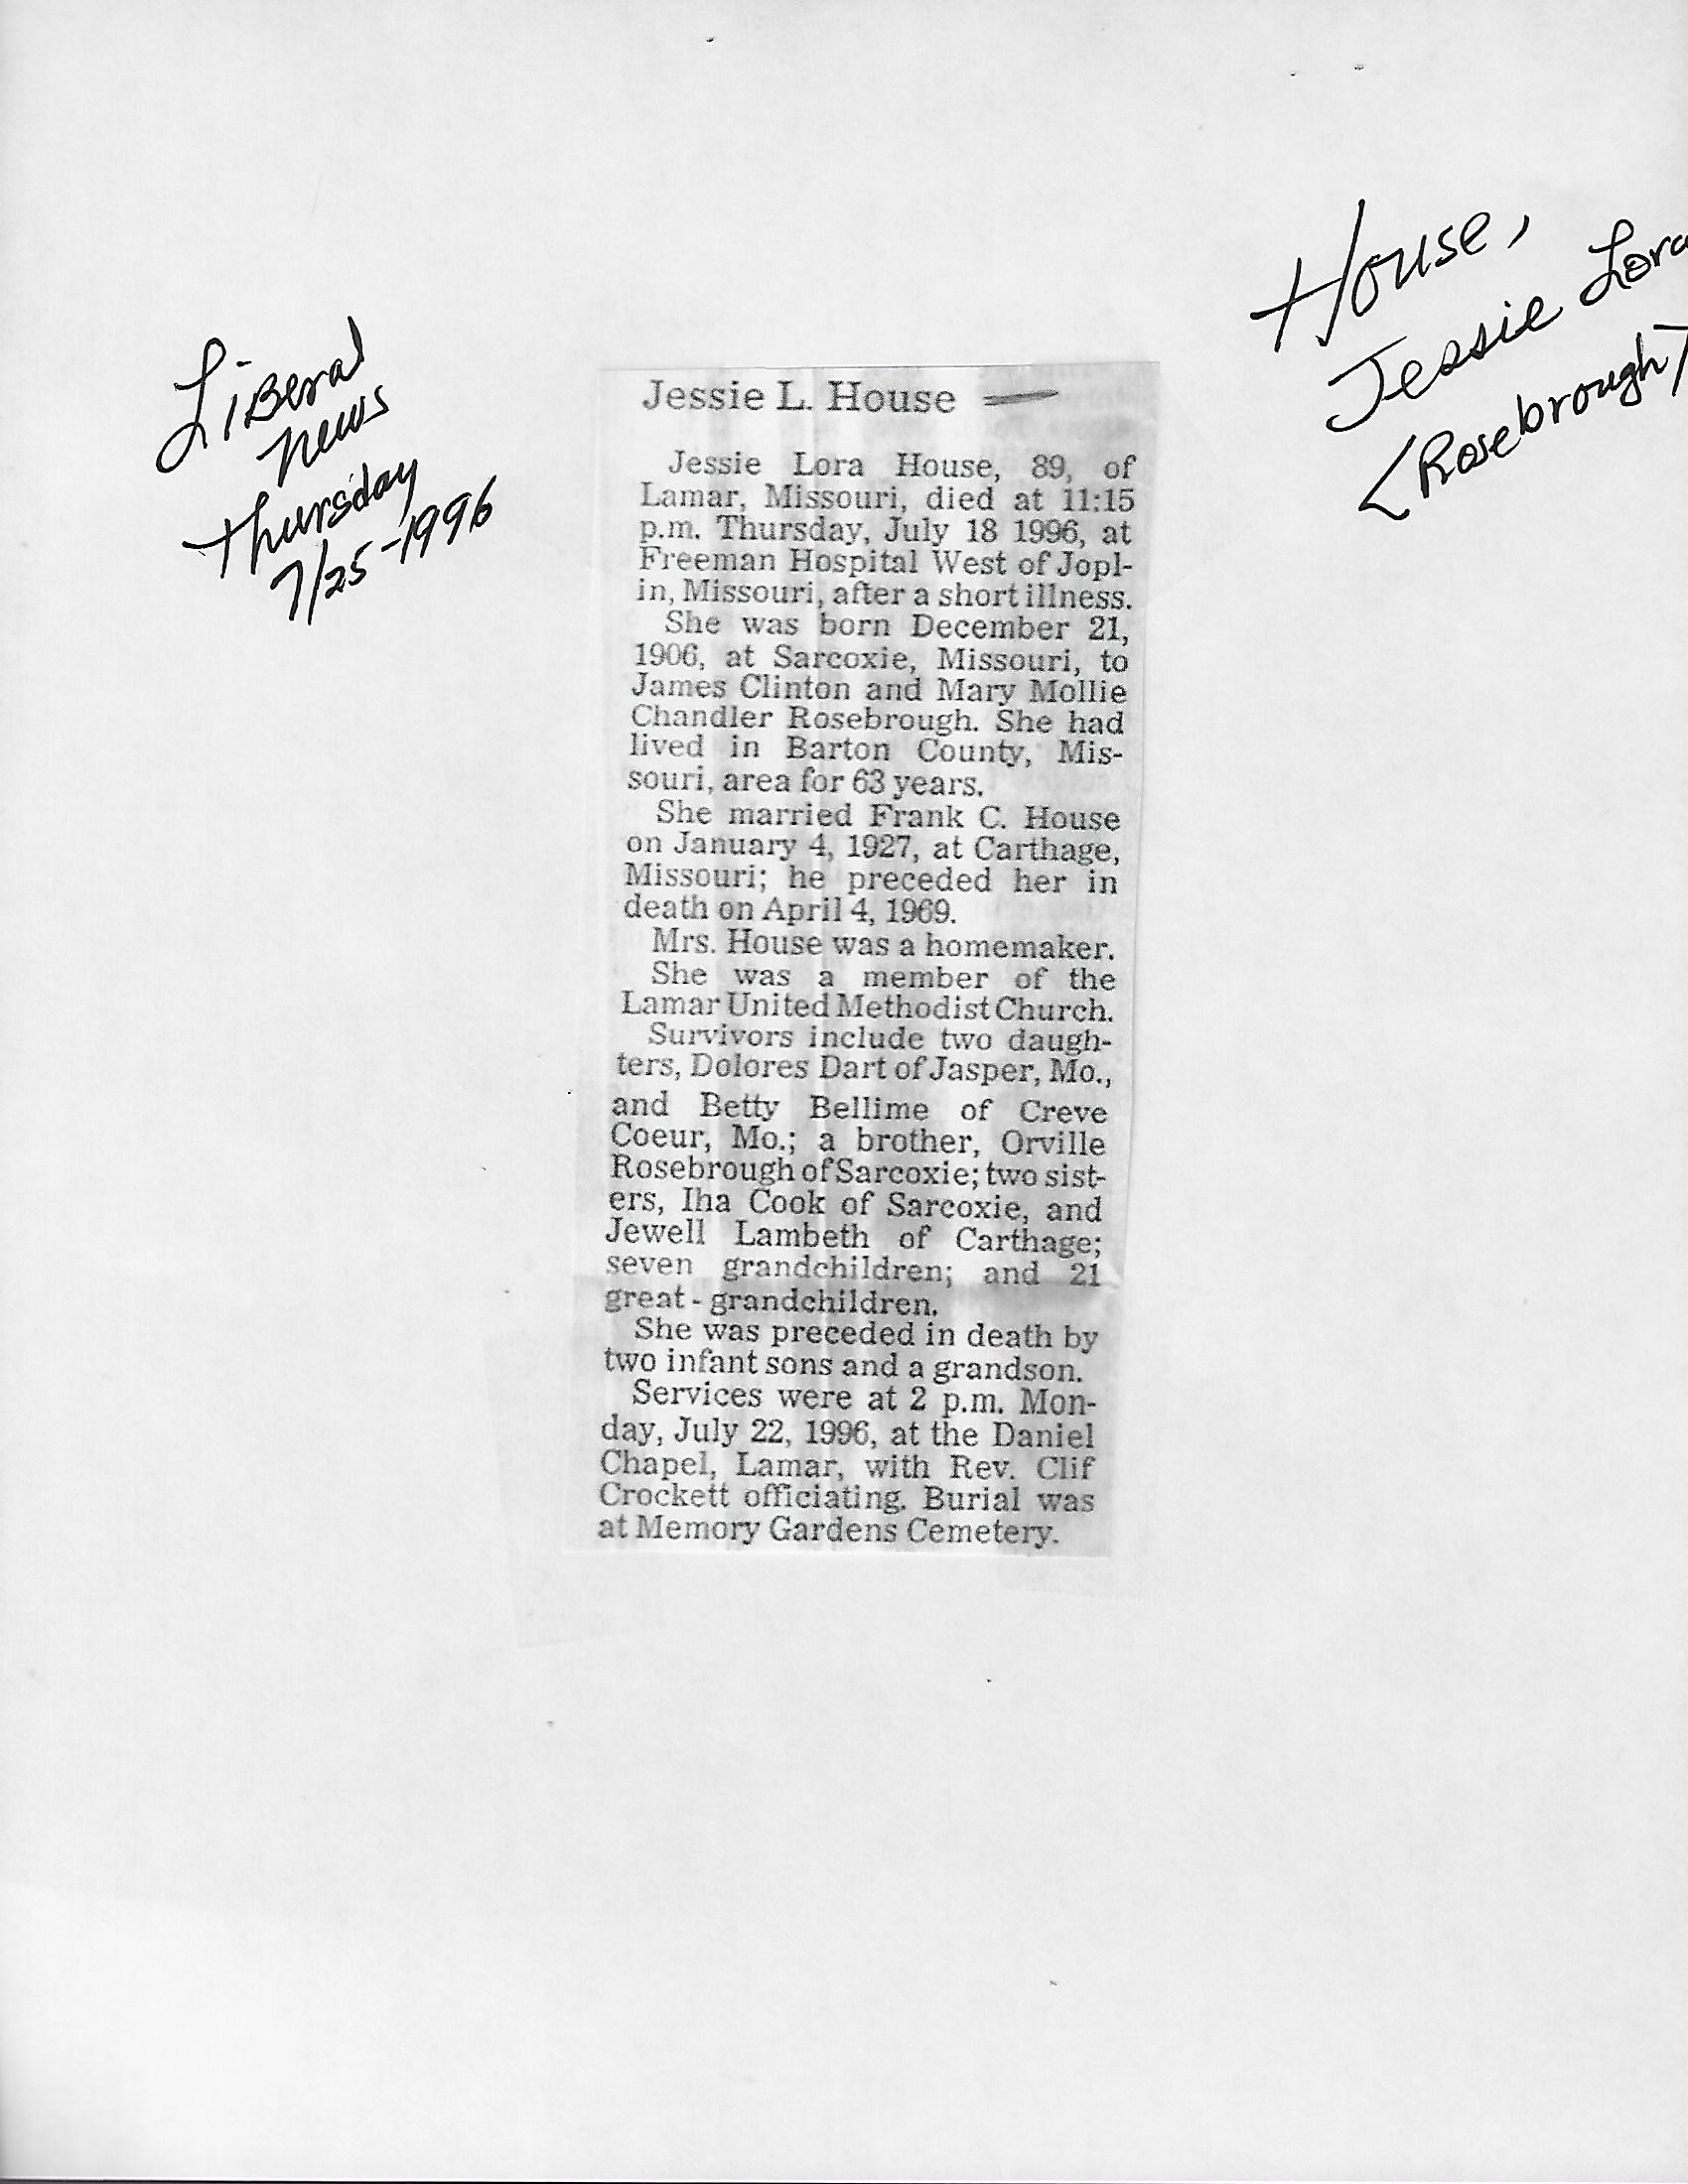 House,
Jessie Lora
<Rosebrough>
Liberal
News
Thursday
7/25-1996
Jessie L. House
Jessie Lora House, 89, of
Lamar, Missouri, died at 11:15
p.m. Thursday, July 18 1996, at
Freeman Hospital West of Jopl-
in, Missouri, after a short illness.
She was born December 21,
1906, at Sarcoxie, Missouri, to
James Clinton and Mary Mollie
Chandler Rosebrough. She had
lived in Barton County, Mis-
souri, area for 63 years.
She married Frank C. House
on January 4, 1927, at Carthage,
Missouri; he preceded her in
death on April 4, 1969.
Mrs. House was a homemaker.
She was a member of the
Lamar United Methodist Church.
Survivors include two daugh-
ters, Dolores Dart of Jasper, Mo.,
and Betty Bellime of Creve
Coeur, Mo.; a brother, Orville
Rosebrough of Sarcoxie; two sist-
ers, Iha Cook of Sarcoxie, and
Jewell Lambeth of Carthage;
seven grandchildren; and 21
great - grandchildren.
She was preceded in death by
two infant sons and a grandson.
Services were at 2 p.m. Mon-
day, July 22, 1996, at the Daniel
Chapel, Lamar, with Rev. Clif
Crockett officiating. Burial was
at Memory Gardens Cemetery.